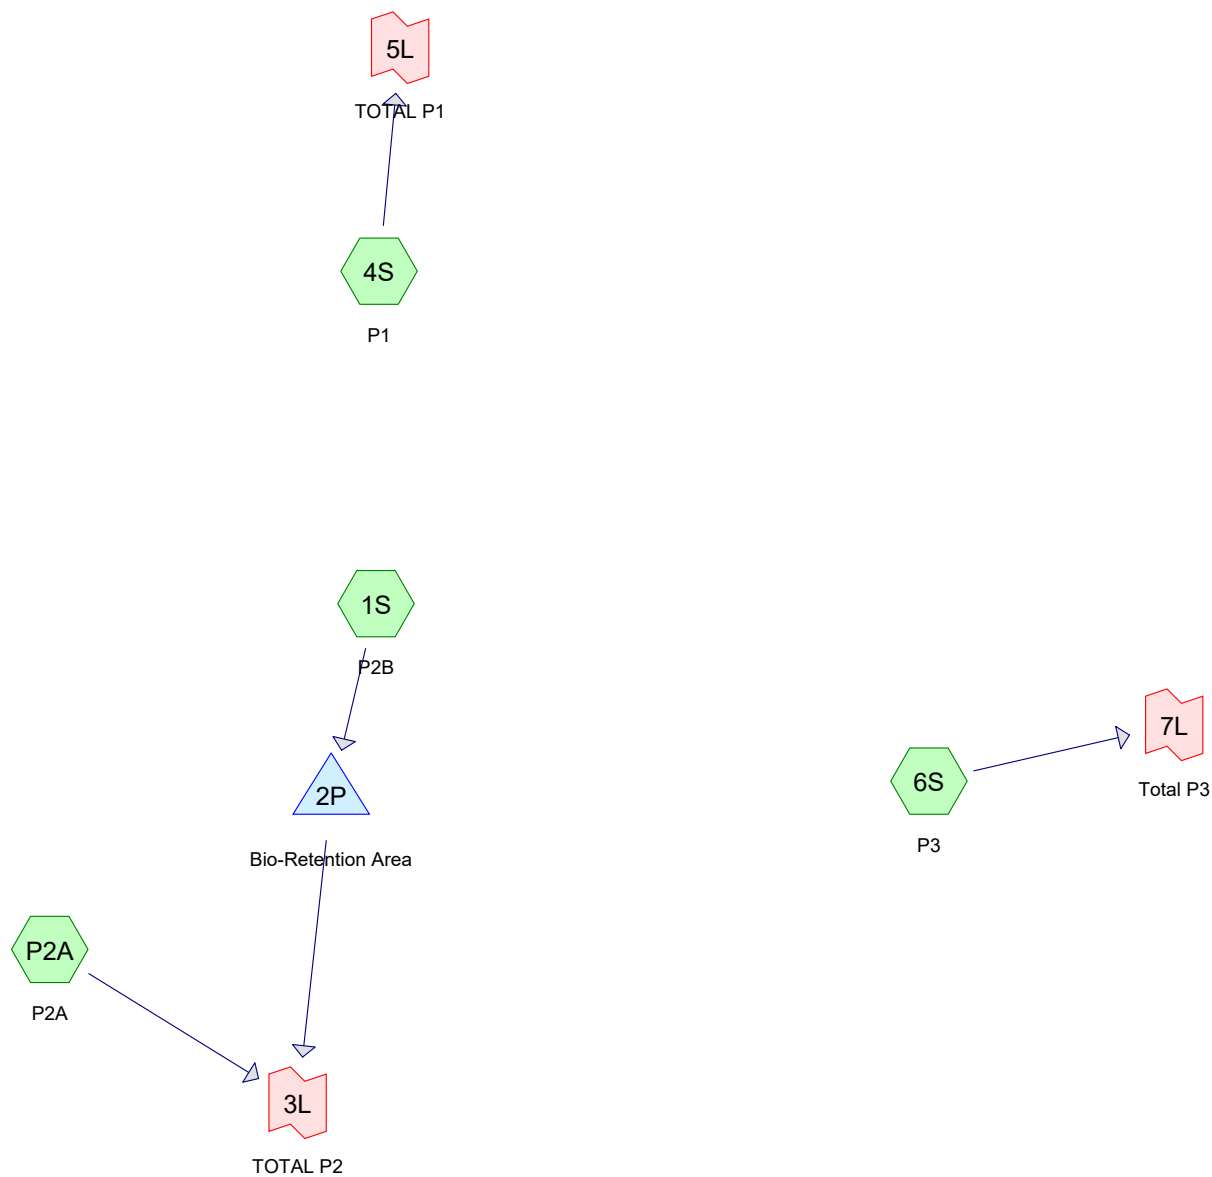 5L
TOTAL P1
4S
P1
1S
P2B
2P
Bio-Retention Area
P2A
P2A
3L
TOTAL P2
6S
P3
7L
Total P3